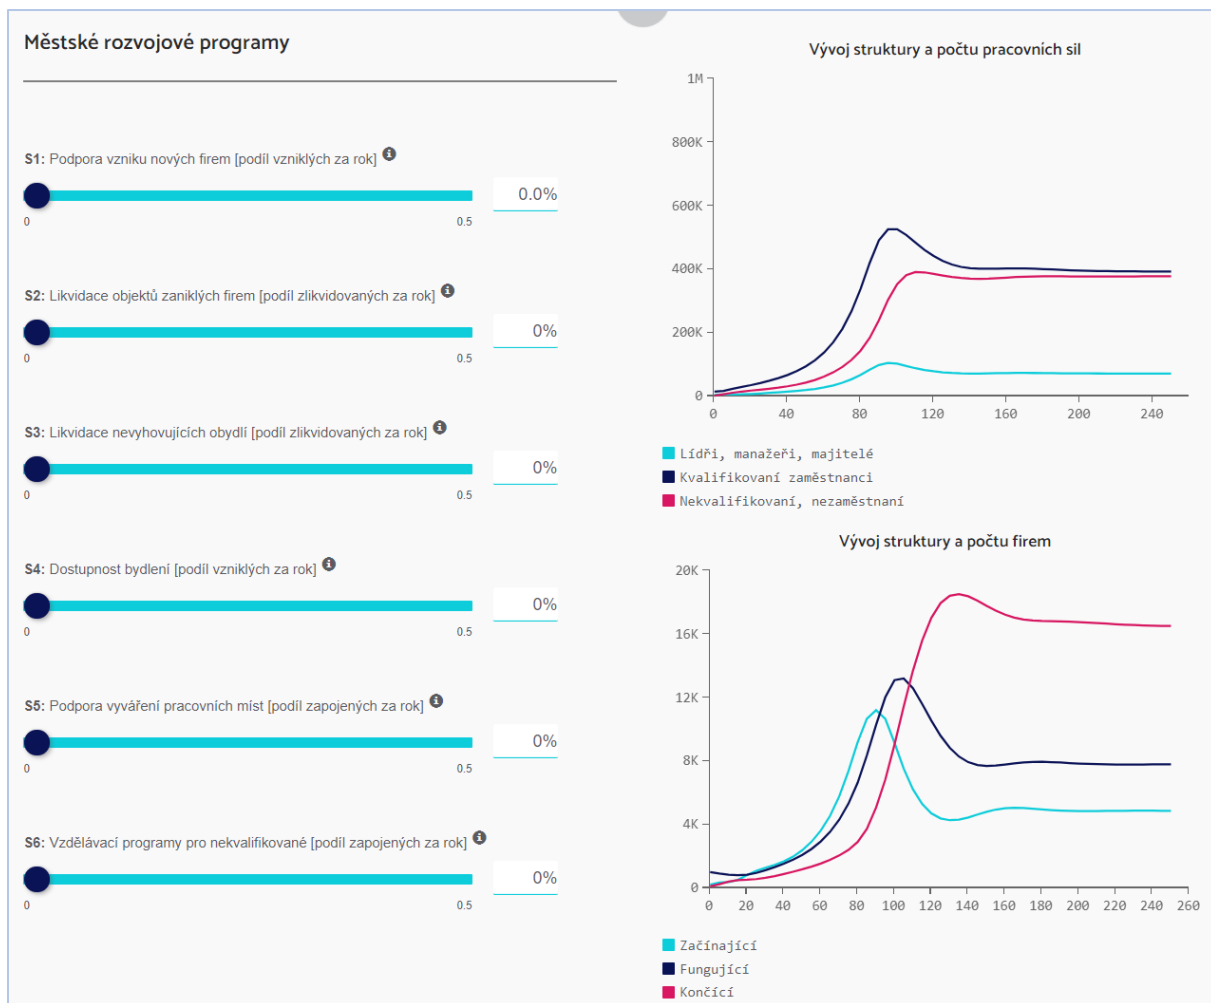 Městské rozvojové programy
S1: Podpora vzniku nových firem [podíl vzniklých za rok]
0.0%
0 0.5
S2: Likvidace objektů zaniklých firem [podíl zlikvidovaných za rok]
0%
0 0.5
S3: Likvidace nevyhovujících obydlí [podíl zlikvidovaných za rok]
0%
0 0.5
S4: Dostupnost bydlení [podíl vzniklých za rok]
0%
0 0.5
S5: Podpora vyváření pracovních míst [podíl zapojených za rok]
0%
0 0.5
S6: Vzdělávací programy pro nekvalifikované [podíl zapojených za rok]
0%
0 0.5
Vývoj struktury a počtu pracovních sil
1M
800K
600K
400K
200K
0
0 40 80 120 160 200 240
Lídři, manažeři, majitelé
Kvalifikovaní zaměstnanci
Nekvalifikovaní, nezaměstnaní
Vývoj struktury a počtu firem
20K
16K
12K
8K
4K
0
0 20 40 60 80 100 120 140 160 180 200 220 240 260
Začínající
Fungující
Končící